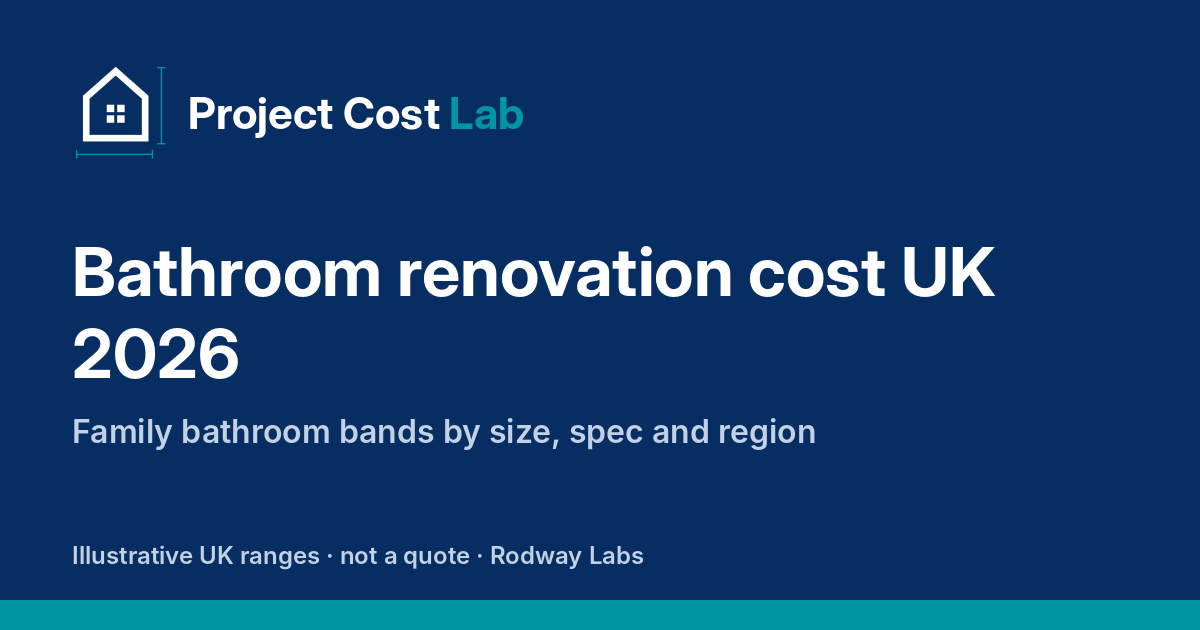 Project Cost Lab
Bathroom renovation cost UK
2026
Family bathroom bands by size, spec and region
Illustrative UK ranges · not a quote · Rodway Labs